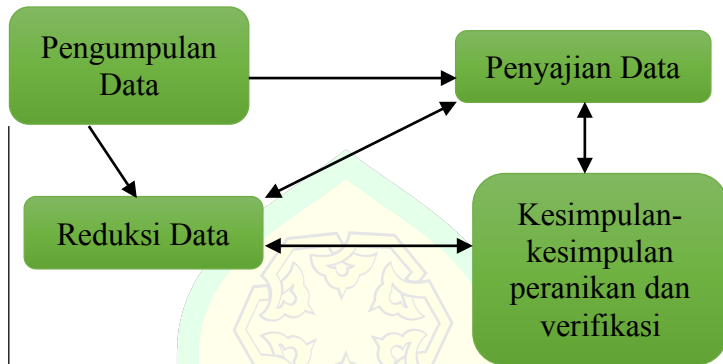 Pengumpulan
Data
Penyajian Data
Reduksi Data
Kesimpulan-
kesimpulan
peranikan dan
verifikasi